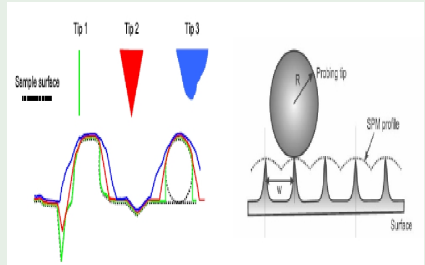 Tip 1 Tip 2 Tip 3
Sample surface
R
Probing tip
SPM profile
w
Surface